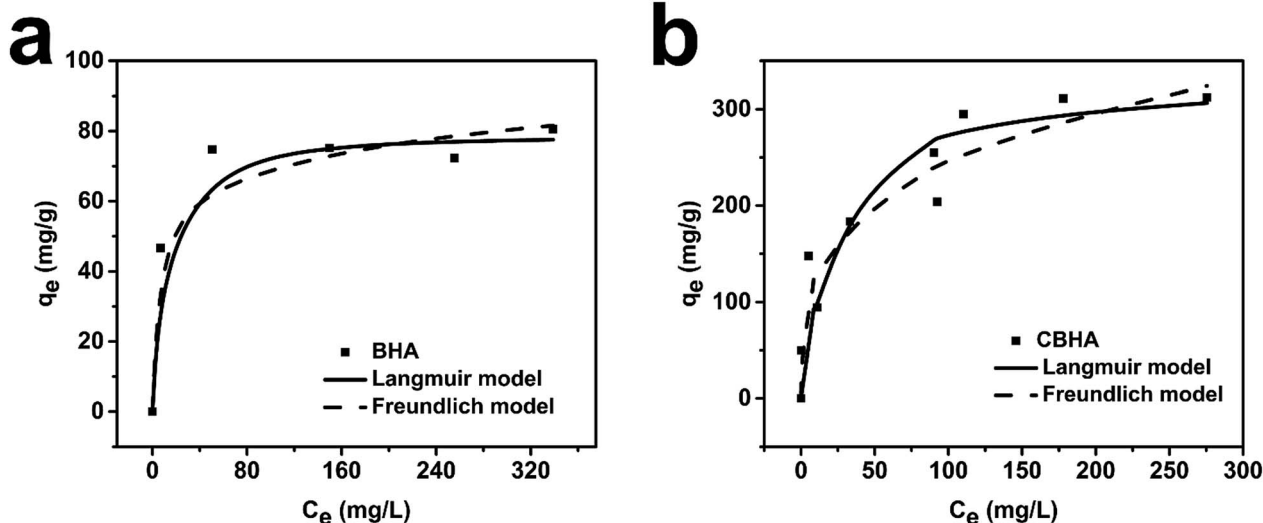 a
100
80
60
40
20
0
qe (mg/g)
BHA
Langmuir model
Freundlich model
0 80 160 240 320
Ce (mg/L)
b
300
200
100
0
qe (mg/g)
CBHA
Langmuir model
Freundlich model
0 50 100 150 200 250 300
Ce (mg/L)